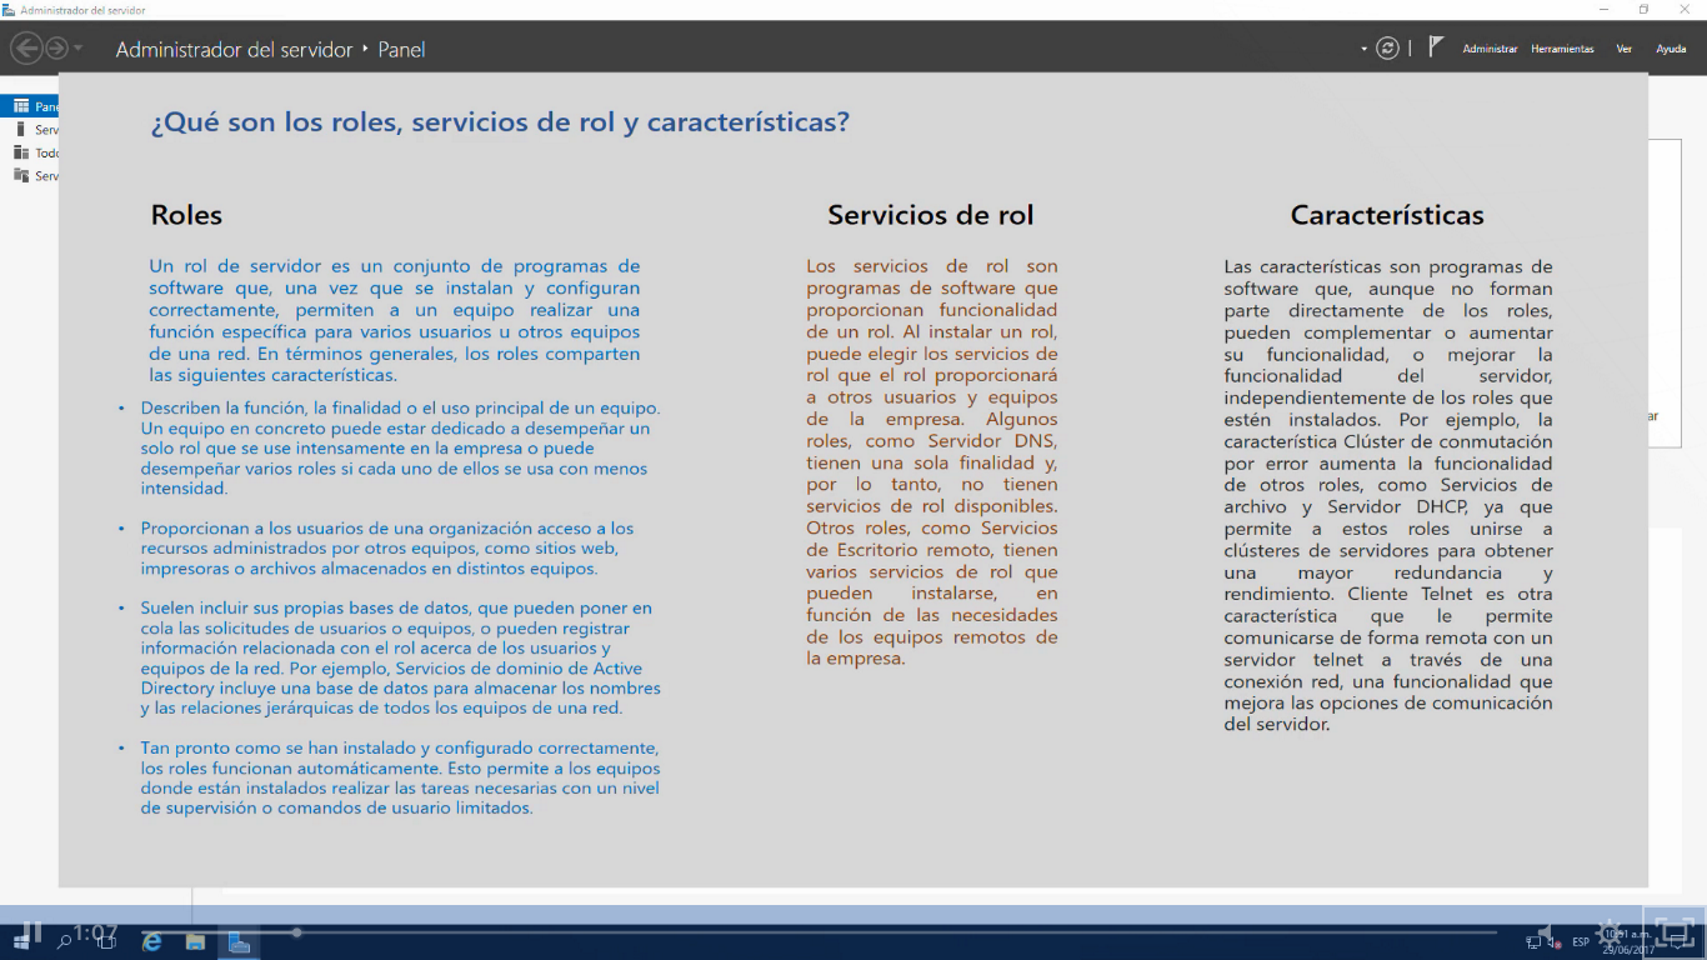 Administrador del servidor
Administrador del servidor ‣ Panel
Administrar Herramientas Ver Ayuda
Pane
Serv
Todo
Serv
¿Qué son los roles, servicios de rol y características?
Roles
Un rol de servidor es un conjunto de programas de
software que, una vez que se instalan y configuran
correctamente, permiten a un equipo realizar una
función específica para varios usuarios u otros equipos
de una red. En términos generales, los roles comparten
las siguientes características.
• Describen la función, la finalidad o el uso principal de un equipo.
Un equipo en concreto puede estar dedicado a desempeñar un
solo rol que se use intensamente en la empresa o puede
desempeñar varios roles si cada uno de ellos se usa con menos
intensidad.
• Proporcionan a los usuarios de una organización acceso a los
recursos administrados por otros equipos, como sitios web,
impresoras o archivos almacenados en distintos equipos.
• Suelen incluir sus propias bases de datos, que pueden poner en
cola las solicitudes de usuarios o equipos, o pueden registrar
información relacionada con el rol acerca de los usuarios y
equipos de la red. Por ejemplo, Servicios de dominio de Active
Directory incluye una base de datos para almacenar los nombres
y las relaciones jerárquicas de todos los equipos de una red.
• Tan pronto como se han instalado y configurado correctamente,
los roles funcionan automáticamente. Esto permite a los equipos
donde están instalados realizar las tareas necesarias con un nivel
de supervisión o comandos de usuario limitados.
Servicios de rol
Los servicios de rol son
programas de software que
proporcionan funcionalidad
de un rol. Al instalar un rol,
puede elegir los servicios de
rol que el rol proporcionará
a otros usuarios y equipos
de la empresa. Algunos
roles, como Servidor DNS,
tienen una sola finalidad y,
por lo tanto, no tienen
servicios de rol disponibles.
Otros roles, como Servicios
de Escritorio remoto, tienen
varios servicios de rol que
pueden instalarse, en
función de las necesidades
de los equipos remotos de
la empresa.
Características
Las características son programas de
software que, aunque no forman
parte directamente de los roles,
pueden complementar o aumentar
su funcionalidad, o mejorar la
funcionalidad del servidor,
independientemente de los roles que
estén instalados. Por ejemplo, la
característica Clúster de conmutación
por error aumenta la funcionalidad
de otros roles, como Servicios de
archivo y Servidor DHCP, ya que
permite a estos roles unirse a
clústeres de servidores para obtener
una mayor redundancia y
rendimiento. Cliente Telnet es otra
característica que le permite
comunicarse de forma remota con un
servidor telnet a través de una
conexión red, una funcionalidad que
mejora las opciones de comunicación
del servidor.
ar
1:07
ESP
a.m.
29/06/2017